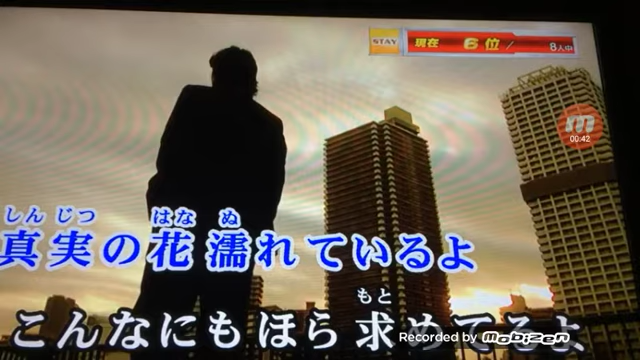 STAY 現在 6位/ 8人中
00:42
しんじつ はな ぬ
真実の花濡れているよ
もと
こんなにもほら求めてるよ
Recorded by Mobizen